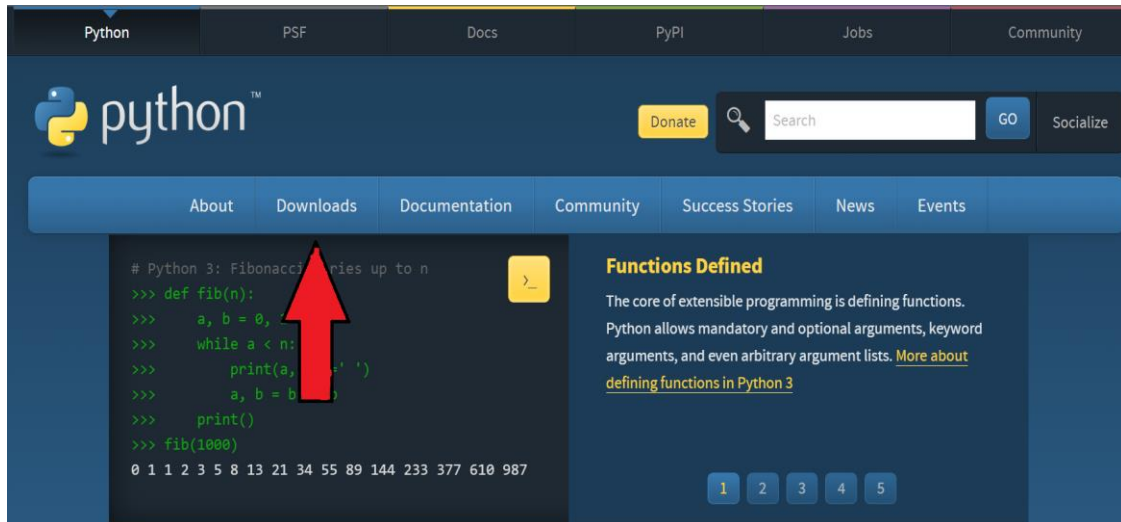 Python PSF Docs PyPI Jobs Community
python™
Donate Search GO Socialize
About Downloads Documentation Community Success Stories News Events
# Python 3: Fibonacci up to n
>>> def fib(n):
>>> a, b = 0,
>>> while a < n:
>>> print(a, ' ')
>>> a, b = b
>>> print()
>>> fib(1000)
0 1 1 2 3 5 8 13 21 34 55 89 144 233 377 610 987
>_
Functions Defined
The core of extensible programming is defining functions.
Python allows mandatory and optional arguments, keyword
arguments, and even arbitrary argument lists. More about
defining functions in Python 3
1 2 3 4 5